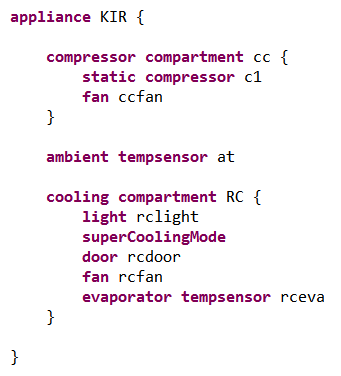 appliance KIR {
compressor compartment cc {
static compressor c1
fan ccfan
}
ambient tempsensor at
cooling compartment RC {
light rclight
superCoolingMode
door rcdoor
fan rcfan
evaporator tempsensor rceva
}
}